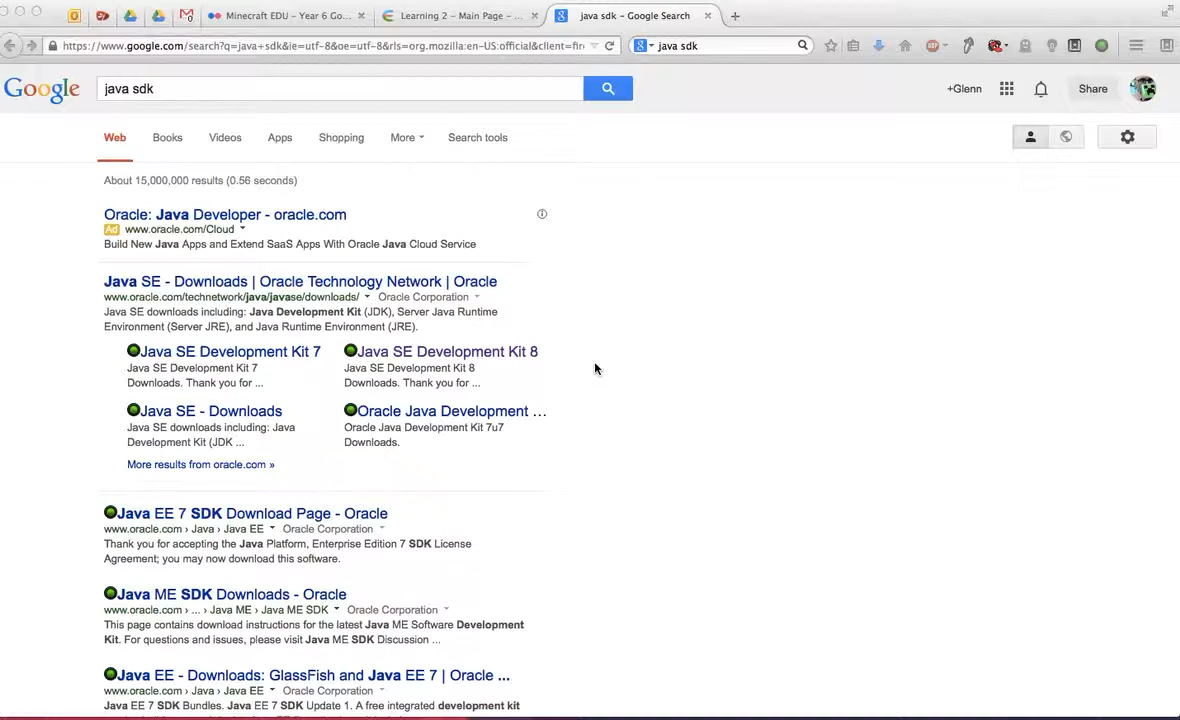 Minecraft EDU - Year 6 Go...
Learning 2 – Main Page – ...
java sdk - Google Search
https://www.google.com/search?q=java+sdk&ie=utf-8&oe=utf-8&rls=org.mozilla:en-US:official&client=fir
java sdk
Google
java sdk
+Glenn
Share
Web Books Videos Apps Shopping More Search tools
About 15,000,000 results (0.56 seconds)
Oracle: Java Developer - oracle.com
Ad www.oracle.com/Cloud
Build New Java Apps and Extend SaaS Apps With Oracle Java Cloud Service
Java SE - Downloads | Oracle Technology Network | Oracle
www.oracle.com/technetwork/java/javase/downloads/ Oracle Corporation
Java SE downloads including: Java Development Kit (JDK), Server Java Runtime
Environment (Server JRE), and Java Runtime Environment (JRE).
Java SE Development Kit 7
Java SE Development Kit 7
Downloads. Thank you for ...
Java SE Development Kit 8
Java SE Development Kit 8
Downloads. Thank you for ...
Java SE - Downloads
Java SE downloads including: Java
Development Kit (JDK ...
Oracle Java Development ...
Oracle Java Development Kit 7u7
Downloads.
More results from oracle.com »
Java EE 7 SDK Download Page - Oracle
www.oracle.com › Java › Java EE Oracle Corporation
Thank you for accepting the Java Platform, Enterprise Edition 7 SDK License
Agreement; you may now download this software.
Java ME SDK Downloads - Oracle
www.oracle.com › ... › Java ME › Java ME SDK Oracle Corporation
This page contains download instructions for the latest Java ME Software Development
Kit. For questions and issues, please visit Java ME SDK Discussion ...
Java EE - Downloads: GlassFish and Java EE 7 | Oracle ...
www.oracle.com › Java › Java EE Oracle Corporation
Java EE 7 SDK Bundles. Java EE 7 SDK Update 1. A free integrated development kit